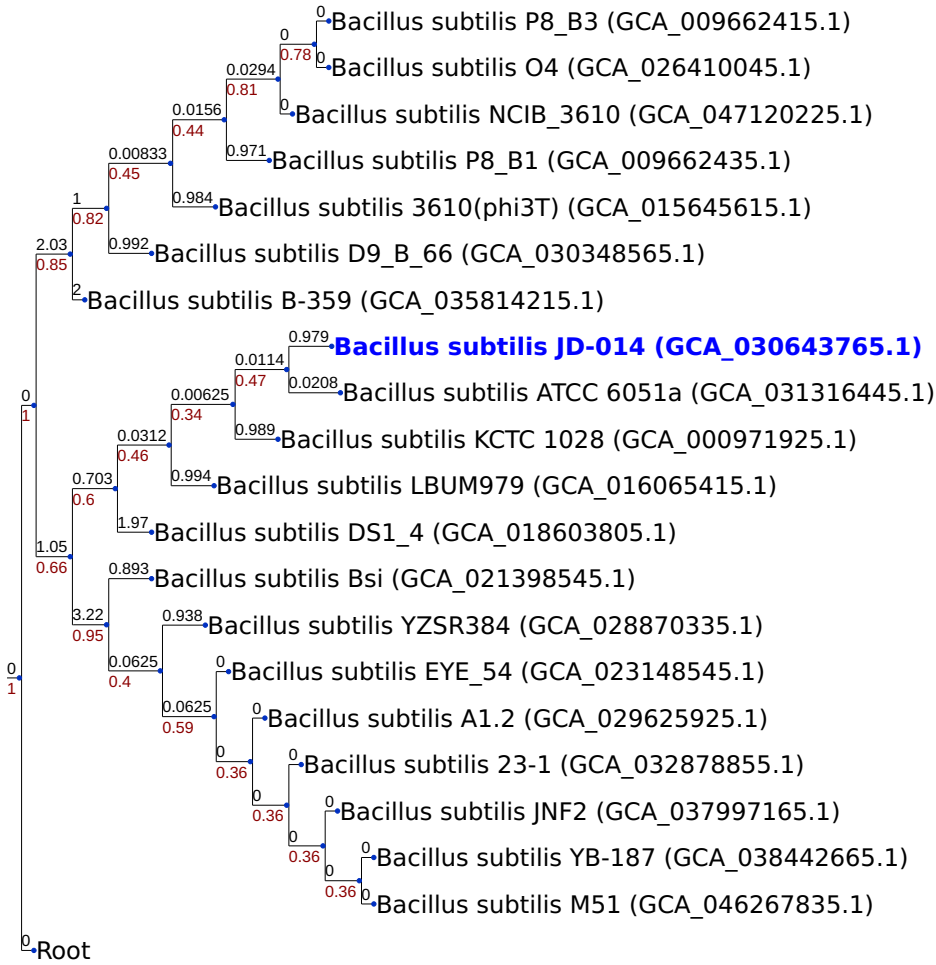 0
Bacillus subtilis P8_B3 (GCA_009662415.1)
0
0.78
0
Bacillus subtilis O4 (GCA_026410045.1)
0.0294
0.81
0
Bacillus subtilis NCIB_3610 (GCA_047120225.1)
0.0156
0.44
0.971
Bacillus subtilis P8_B1 (GCA_009662435.1)
0.00833
0.45
0.984
Bacillus subtilis 3610(phi3T) (GCA_015645615.1)
1
0.82
0.992
Bacillus subtilis D9_B_66 (GCA_030348565.1)
2.03
0.85
2
Bacillus subtilis B-359 (GCA_035814215.1)
0.979
Bacillus subtilis JD-014 (GCA_030643765.1)
0.0114
0.47
0.0208
Bacillus subtilis ATCC 6051a (GCA_031316445.1)
0.00625
0.34
0
1
0.989
Bacillus subtilis KCTC 1028 (GCA_000971925.1)
0.0312
0.46
0.994
Bacillus subtilis LBUM979 (GCA_016065415.1)
0.703
0.6
1.97
Bacillus subtilis DS1_4 (GCA_018603805.1)
1.05
0.66
0.893
Bacillus subtilis Bsi (GCA_021398545.1)
3.22
0.95
0.938
Bacillus subtilis YZSR384 (GCA_028870335.1)
0.0625
0.4
0
Bacillus subtilis EYE_54 (GCA_023148545.1)
0
1
0.0625
0.59
0
Bacillus subtilis A1.2 (GCA_029625925.1)
0
0.36
0
Bacillus subtilis 23-1 (GCA_032878855.1)
0
0.36
0
Bacillus subtilis JNF2 (GCA_037997165.1)
0
0.36
0
Bacillus subtilis YB-187 (GCA_038442665.1)
0
0.36
0
Bacillus subtilis M51 (GCA_046267835.1)
0
Root